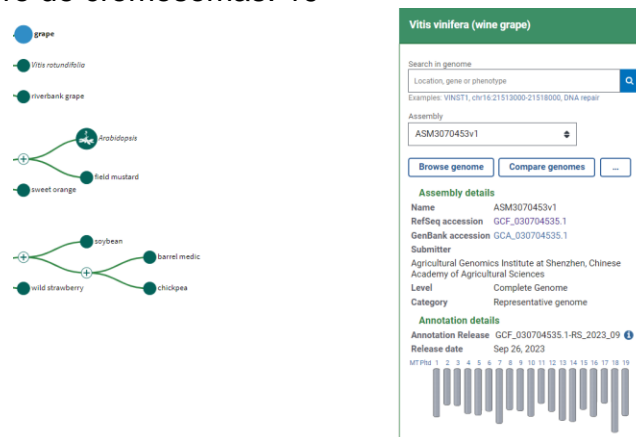 grape
Vitis rotundifolia
riverbank grape
Arabidopsis
field mustard
sweet orange
soybean
barrel medic
wild strawberry
chickpea
Vitis vinifera (wine grape)
Search in genome
Location, gene or phenotype
Examples: VINST1, chr16:21513000-21518000, DNA repair
Assembly
ASM3070453v1
Browse genome
Compare genomes
...
Assembly details
Name ASM3070453v1
RefSeq accession GCF_030704535.1
GenBank accession GCA_030704535.1
Submitter
Agricultural Genomics Institute at Shenzhen, Chinese
Academy of Agricultural Sciences
Level Complete Genome
Category Representative genome
Annotation details
Annotation Release GCF_030704535.1-RS_2023_09
Release date Sep 26, 2023
MT Pltd 1 2 3 4 5 6 7 8 9 10 11 12 13 14 15 16 17 18 19